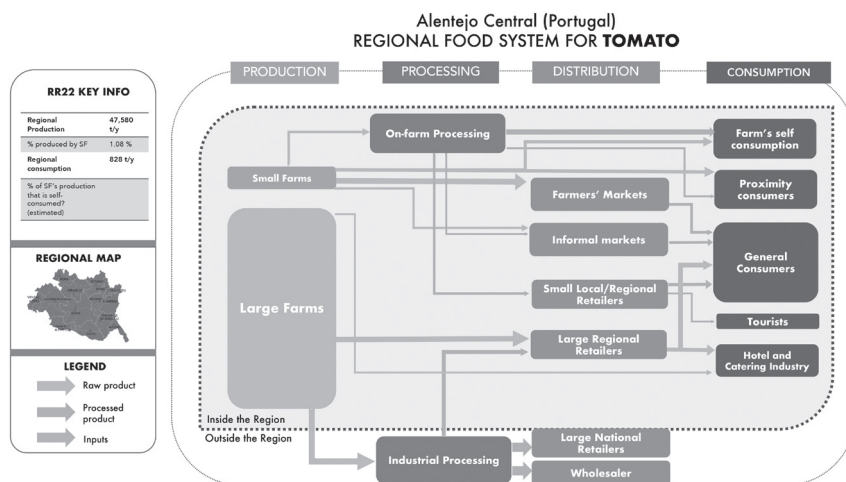 Alentejo Central (Portugal)
REGIONAL FOOD SYSTEM FOR TOMATO
PRODUCTION
PROCESSING
DISTRIBUTION
CONSUMPTION
RR22 KEY INFO
Regional Production 47,580 t/y
% produced by SF 1.08 %
Regional consumption 828 t/y
% of SF's production
that is self-
consumed?
(estimated)
REGIONAL MAP
LEGEND
Raw product
Processed
product
Inputs
On-farm Processing
Small Farms
Large Farms
Farmers' Markets
Informal markets
Small Local/Regional
Retailers
Large Regional
Retailers
Farm's self
consumption
Proximity
consumers
General
Consumers
Tourists
Hotel and
Catering Industry
Inside the Region
Outside the Region
Industrial Processing
Large National
Retailers
Wholesaler